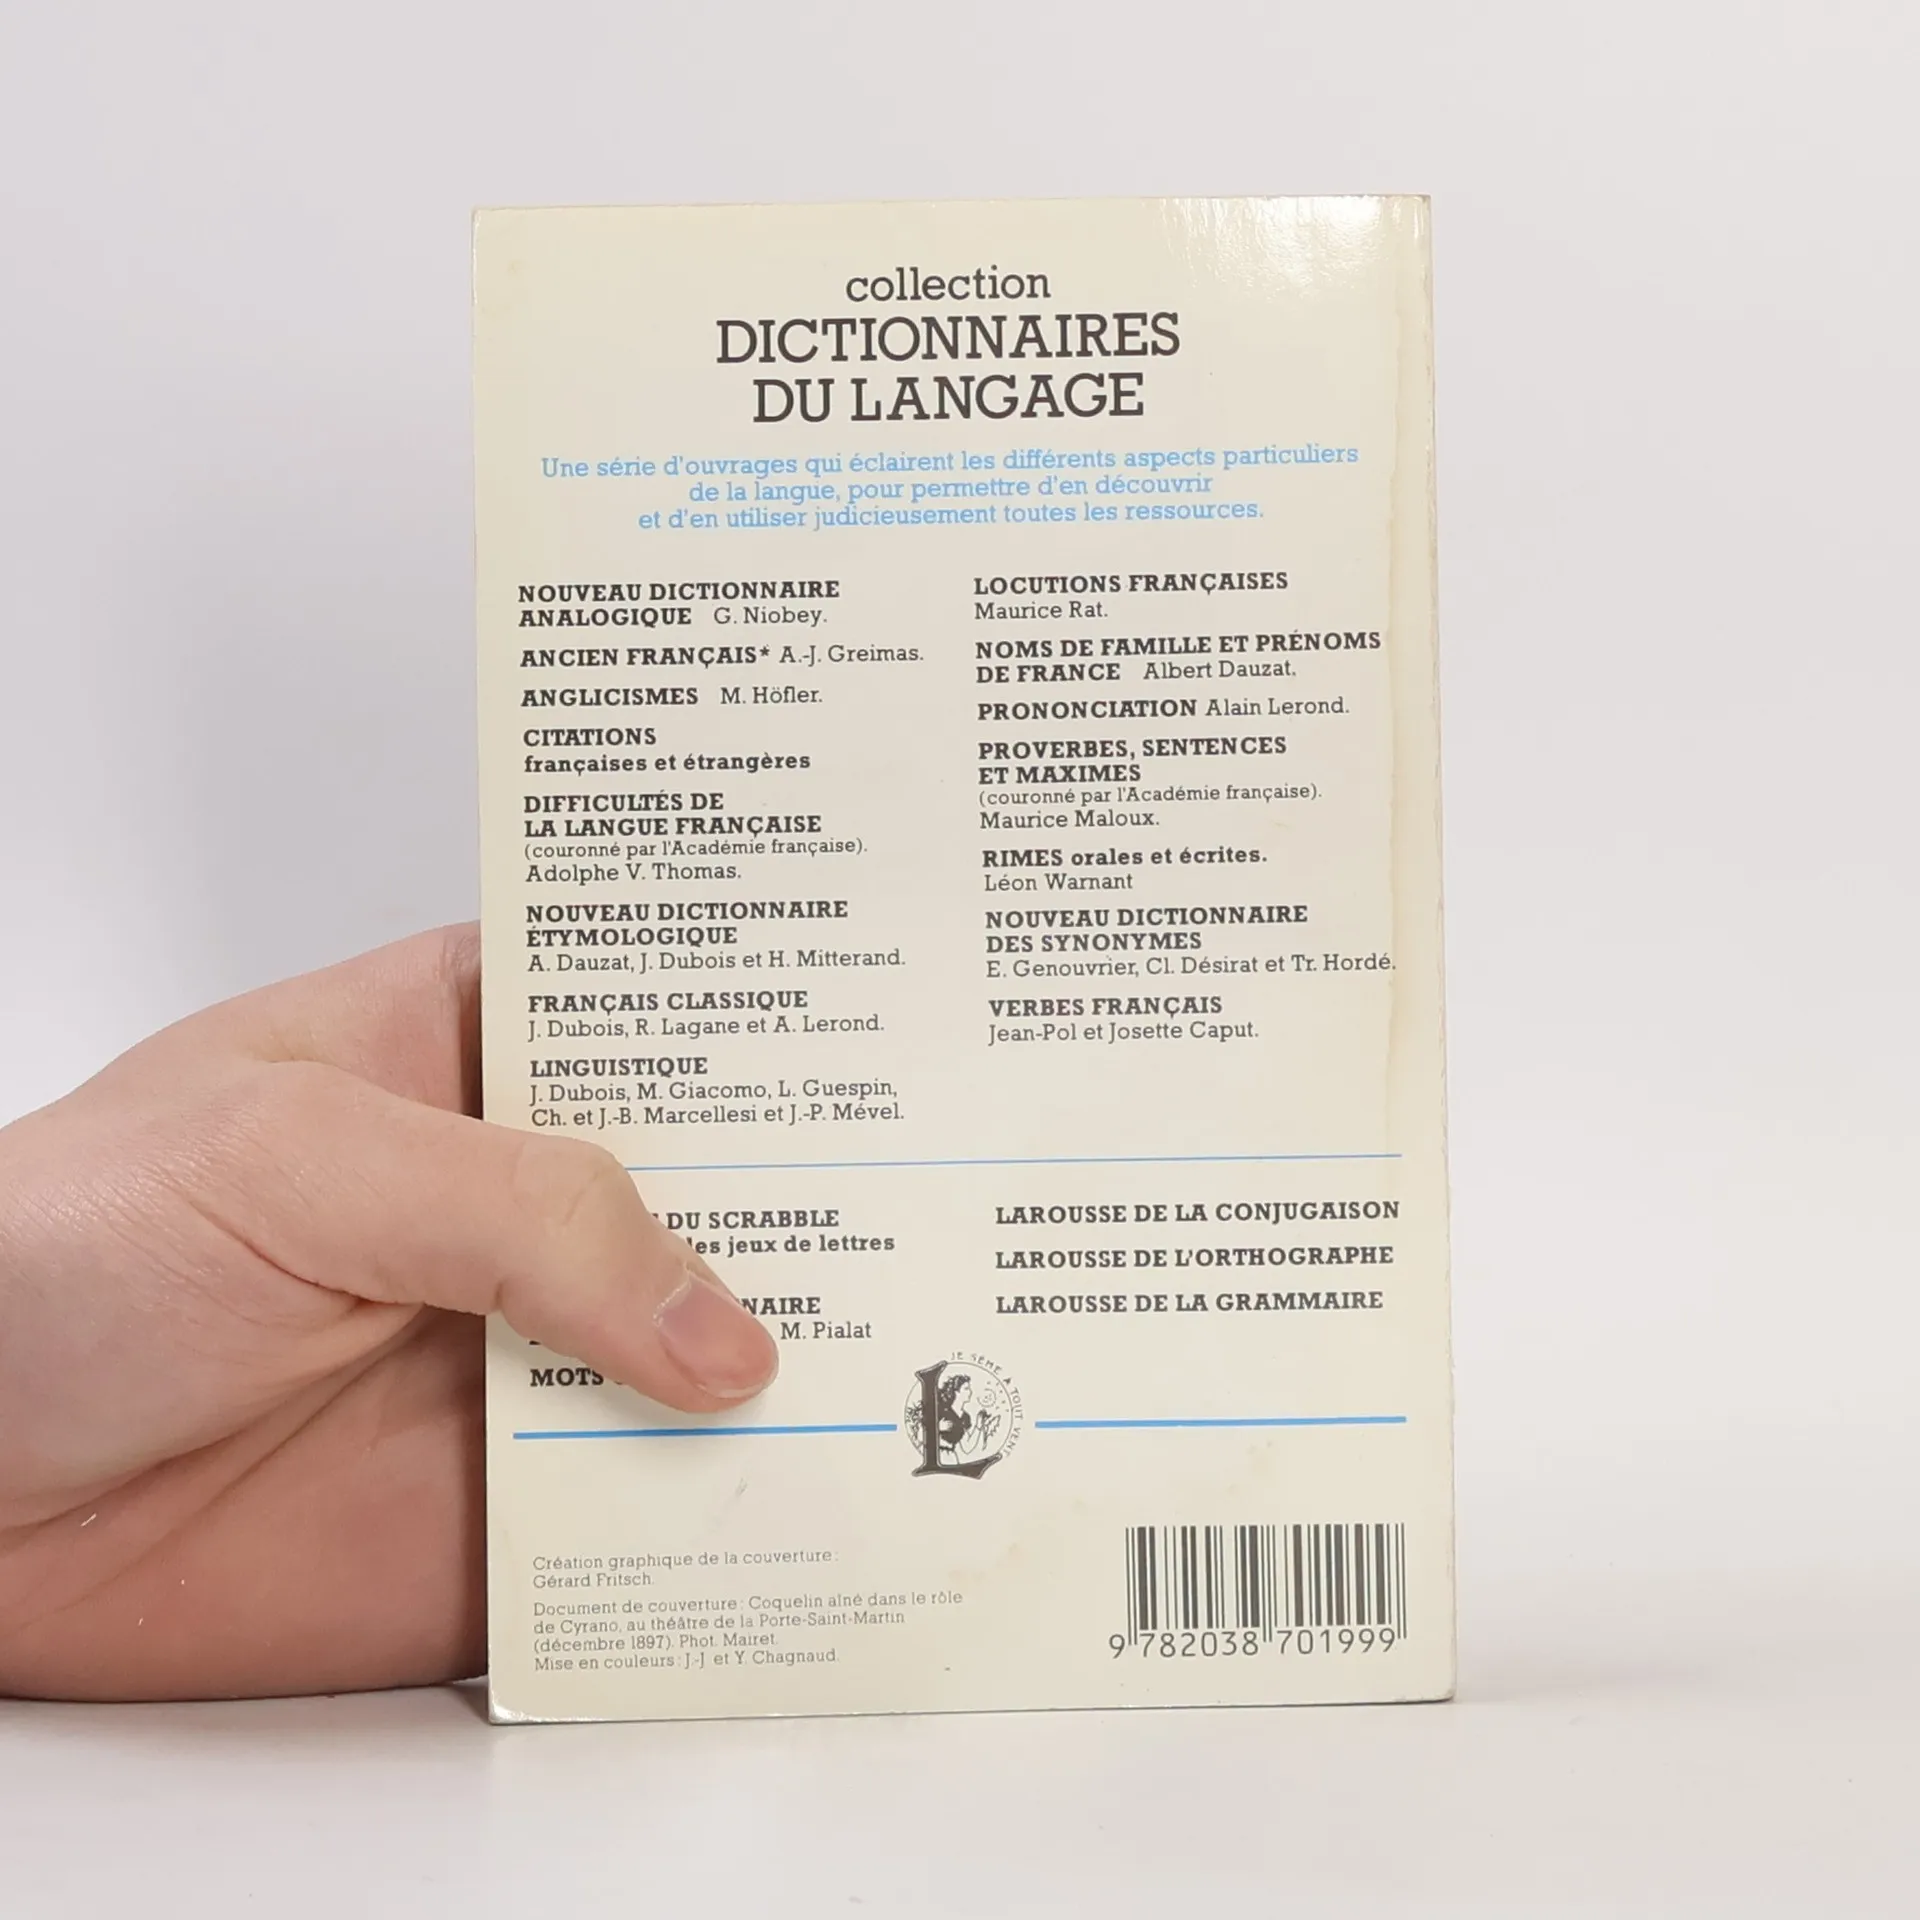 collection
DICTIONNAIRES
DU LANGAGE
Une série d'ouvrages qui éclairent les différents aspects particuliers
de la langue, pour permettre d'en découvrir
et d'en utiliser judicieusement toutes les ressources.
NOUVEAU DICTIONNAIRE
ANALOGIQUE G. Niobey.
ANCIEN FRANÇAIS* A.-J. Greimas.
ANGLICISMES M. Höfler.
CITATIONS
françaises et étrangères
DIFFICULTÉS DE
LA LANGUE FRANÇAISE
(couronné par l'Académie française).
Adolphe V. Thomas.
NOUVEAU DICTIONNAIRE
ÉTYMOLOGIQUE
A. Dauzat, J. Dubois et H. Mitterand.
FRANÇAIS CLASSIQUE
J. Dubois, R. Lagane et A. Lerond.
LINGUISTIQUE
J. Dubois, M. Giacomo, L. Guespin,
Ch. et J.-B. Marcellesi et J.-P. Mével.
LOCUTIONS FRANÇAISES
Maurice Rat.
NOMS DE FAMILLE ET PRÉNOMS
DE FRANCE Albert Dauzat.
PRONONCIATION Alain Lerond.
PROVERBES, SENTENCES
ET MAXIMES
(couronné par l'Académie française).
Maurice Maloux.
RIMES orales et écrites.
Léon Warnant
NOUVEAU DICTIONNAIRE
DES SYNONYMES
E. Genouvrier, Cl. Désirat et Tr. Hordé.
VERBES FRANÇAIS
Jean-Pol et Josette Caput.
DU SCRABBLE
les jeux de lettres
NAIRE
M. Pialat
MOTS
LAROUSSE DE LA CONJUGAISON
LAROUSSE DE L'ORTHOGRAPHE
LAROUSSE DE LA GRAMMAIRE
JE SÈME À TOUT VENT
Création graphique de la couverture :
Gérard Fritsch.
Document de couverture : Coquelin aîné dans le rôle
de Cyrano, au théâtre de la Porte-Saint-Martin
(décembre 1897). Phot. Mairet.
Mise en couleurs : J.-J. et Y. Chagnaud.
9 782038 701999